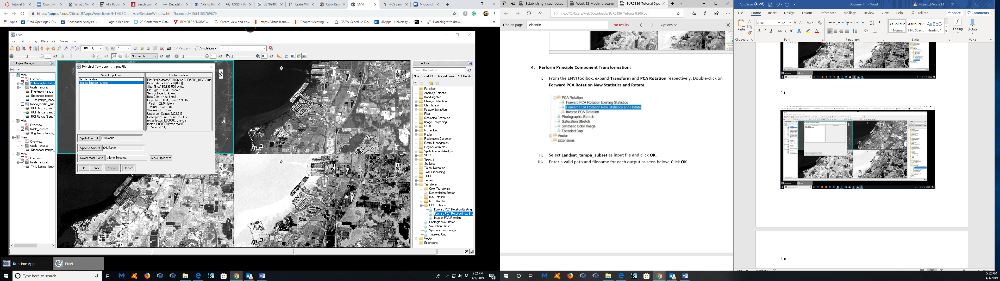 Tutorial 6
Quantifyin
What's Ne
AFS Public
Beach Loss
Decadal ch
APIs to the
USGS R Pa
US7894984
Raabe WP
Citrix Rece
ENVI
MCS Semi
Microbiolo
https://apps.ufl.edu/Citrix/UFAppsWeb/clients/HTML5Client/src/SessionWindow.html?launchid=1554153769679
Apps
Grad Openings » D...
Geospatial Analysis ...
Logout Redirect
23 Conferences Dat...
REMOTE SENSING ...
Create, view and ed...
https://virtuallearn...
Chapter Meeting – ...
GSAW-Schedule-De...
UFApps - University...
a
Hatching with draw...
ENVI
File Edit Display Placemarks Views Help
100% (1:1)
0°
Vectors
Annotations
Go To
50
20
No stretch
10
0
Layer Manager
View
Overview
[1] tampa_landsat_s
tassle_landsat
Brightness (tampa_l
Greenness (tampa_
Third (tampa_lands
tampa_landsat_subs
ROI Resize (Band 
ROI Resize (Band 2
ROI Resize (Band 1
View
Overview
tassle_landsat
Brightness (tampa_l
View
Overview
tassle_landsat
Greenness (tampa_
View
Overview
tassle_landsat
Third (tampa_lands
Principal Components Input File
Select Input File:
tassle_landsat
tampa_landsat_subset
File Information:
File: R:\Courses\2019-Spring-SUR5386_19C3\Stuc
Dims: 3425 x 4170 x 6 [BSQ]
Size: [Byte] 85,693,500 bytes.
File Type : ENVI Standard
Sensor Type: Unknown
Byte Order : Host (Intel)
Projection : UTM, Zone 17 North
Pixel : 28.5 Meters
Datum : WGS-84
Wavelength : None
Upper Left Corner: 5222,543
Description: File Resize Result, x
resize factor: 1.000000, y resize
factor: 1.000000.[Wed Mar 02
16:57:40 2011]
Spatial Subset Full Scene
Spectral Subset 6/6 Bands
Select Mask Band <None Selected> Mask Options
OK Cancel Previous Open
N
N
N
N
Toolbox
Search the toolbox
/Transform/PCA Rotation/Forward PCA Rotation
Favorites
Anomaly Detection
Band Algebra
Change Detection
Classification
Feature Extraction
Filter
Geometric Correction
Image Sharpening
LiDAR
Mosaicking
Radar
Radiometric Correction
Raster Management
Regions of Interest
Spatiotemporal Analysis
SPEAR
Spectral
Statistics
Target Detection
Task Processing
THOR
Terrain
Transform
Color Transforms
Decorrelation Stretch
ICA Rotation
MNF Rotation
PCA Rotation
Forward PCA Rotation Existing S
Forward PCA Rotation New Sta
Inverse PCA Rotation
Photographic Stretch
Saturation Stretch
Synthetic Color Image
Tasseled Cap
Vector
Extensions
Runtime App
ENVI
Type here to search
5:52 PM
4/1/2019
21
Establishing_visual_based_
Week 12_Machine_Learnin
SUR5386_Tutorial 6.pc
file:///C:/Users/Mel/Downloads/SUR5386_Tutorial%206.pdf
Find on page
eleanrin
No results
Options
4. Perform Principle Component Transformation:
i. From the ENVI toolbox, expand Transform and PCA Rotation respectively. Double-click on
Forward PCA Rotation New Statistics and Rotate.
PCA Rotation
Forward PCA Rotation Existing Statistics
Forward PCA Rotation New Statistics and Rotate
Inverse PCA Rotation
Photographic Stretch
Saturation Stretch
Synthetic Color Image
Tasseled Cap
Vector
Extensions
ii. Select Landsat_tampa_subset as input file and click OK.
iii. Enter a valid path and filename for each output as seen below. Click OK.
AutoSave Off
Document1 - Word
Moreno,Melissa M
File Home Insert Design Layout References Mailings Review View Help Tell me
Share
Comments
Paste
Clipboard
Arial
12
Font
Paragraph
AaBbCcDc
¶ Normal
AaBbCcDc
¶ No Spac...
AaBbC
Heading 1
Styles
Editing
Dictate
Voice
4.i
4.ii
5:52 PM
4/1/2019